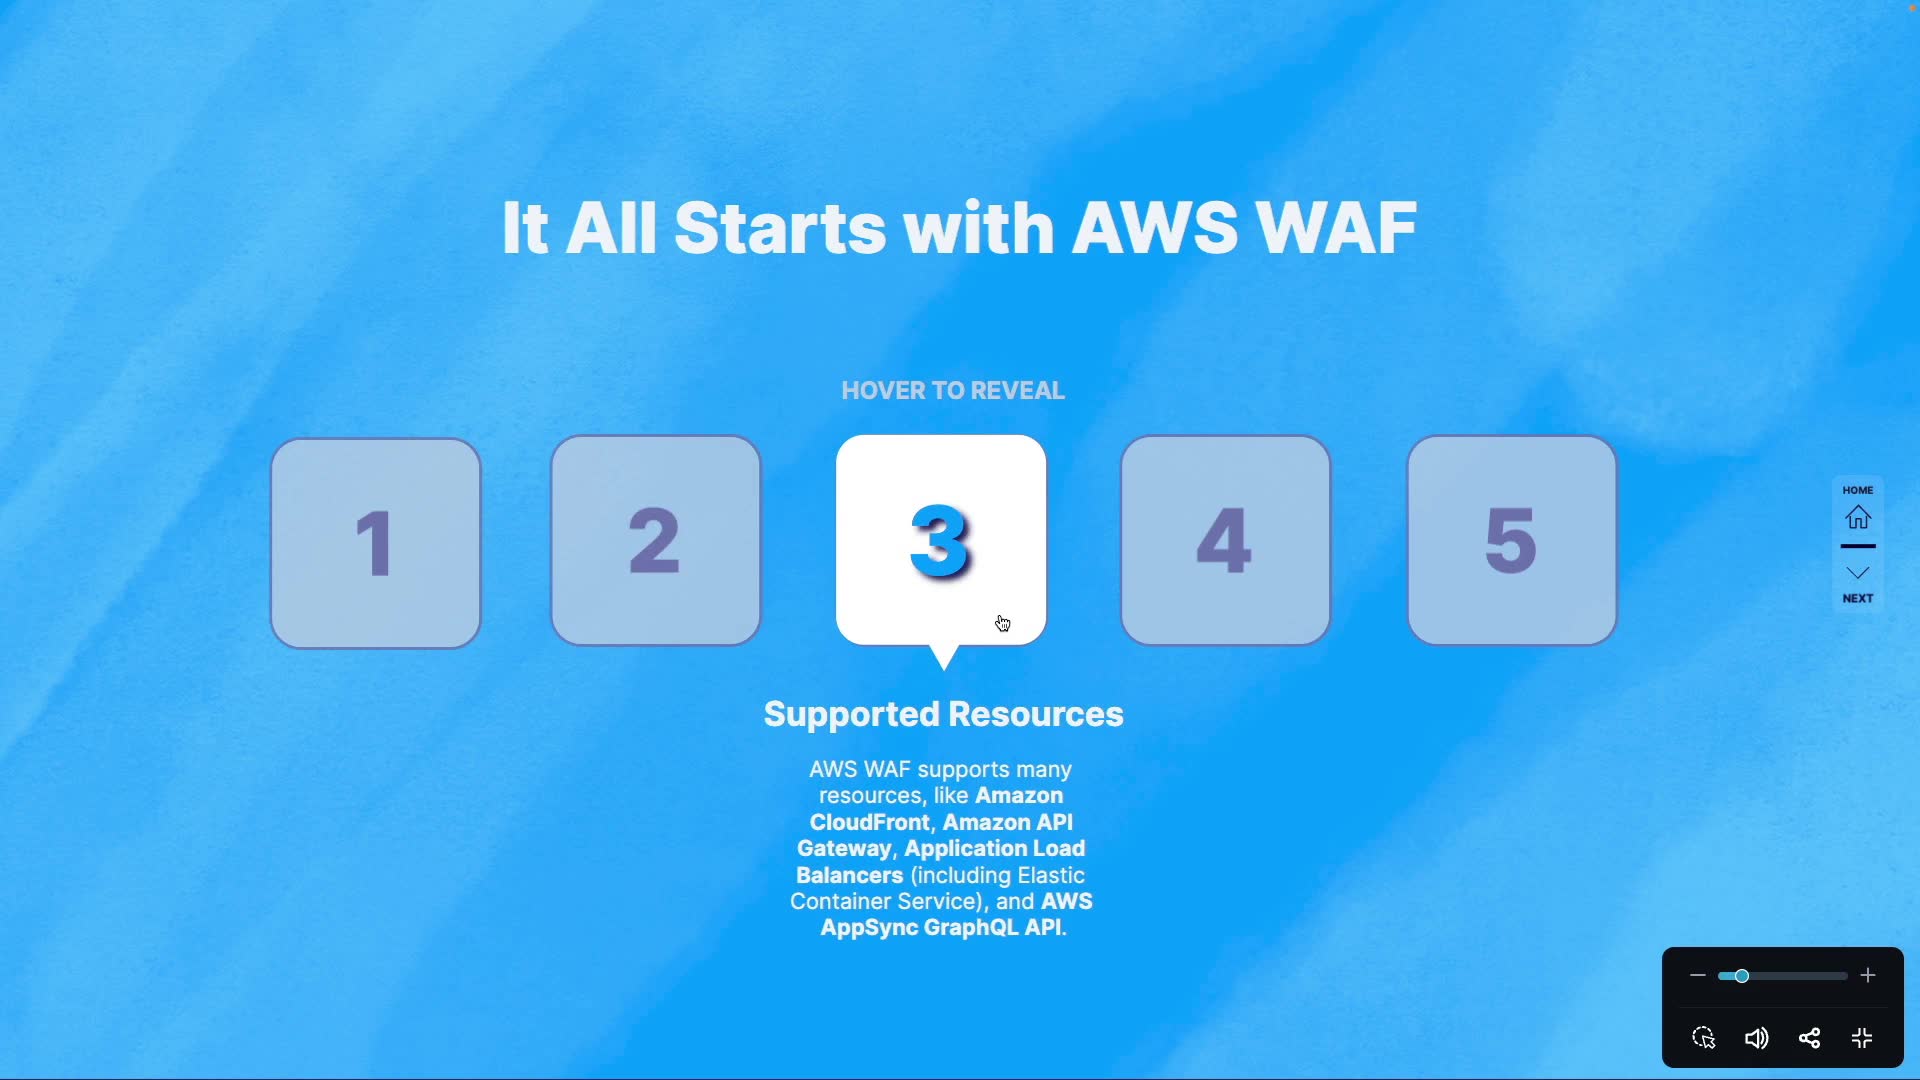 It All Starts with AWS WAF
HOVER TO REVEAL
1
2
3
4
5
HOME
NEXT
Supported Resources
AWS WAF supports many
resources, like Amazon
CloudFront, Amazon API
Gateway, Application Load
Balancers (including Elastic
Container Service), and AWS
AppSync GraphQL API.